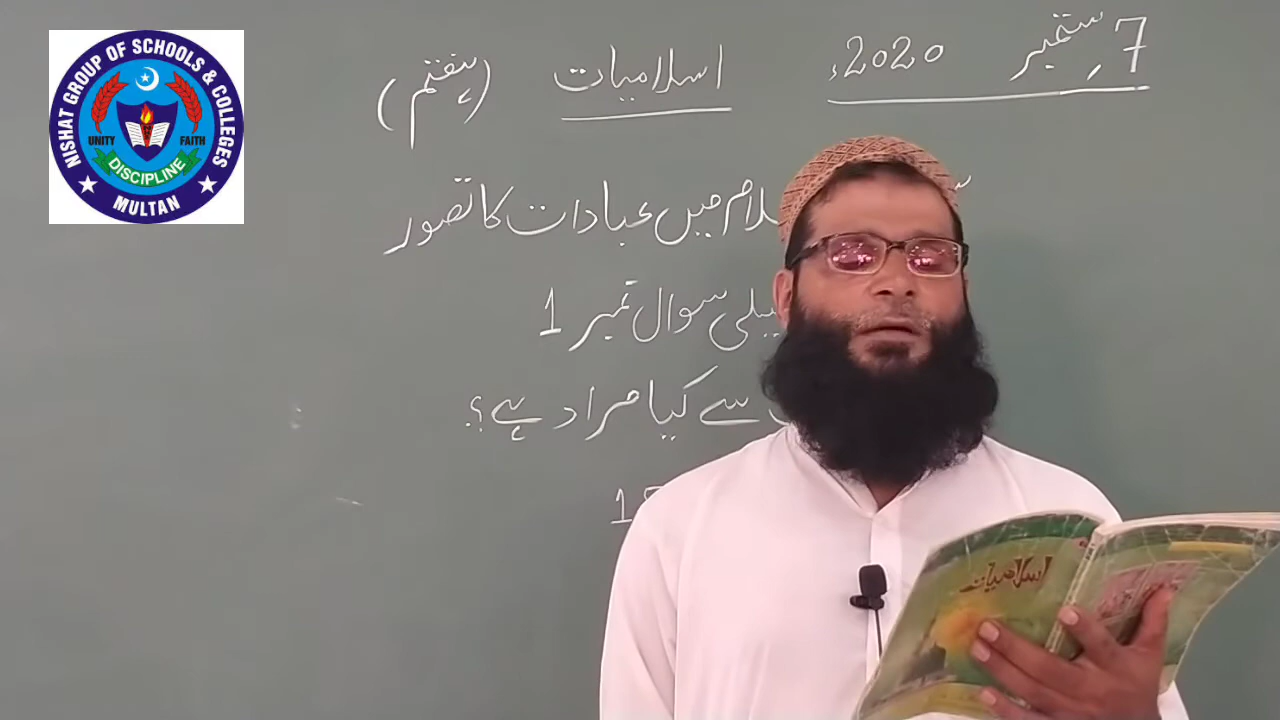 NISHAT GROUP OF SCHOOLS & COLLEGES
UNITY FAITH
DISCIPLINE
MULTAN
7 ستمبر 2020ء اسلامیات (ہفتم)
میں عبادات کا تصور
سوال نمبر 1
سے کیا مراد ہے؟
اسلامیات